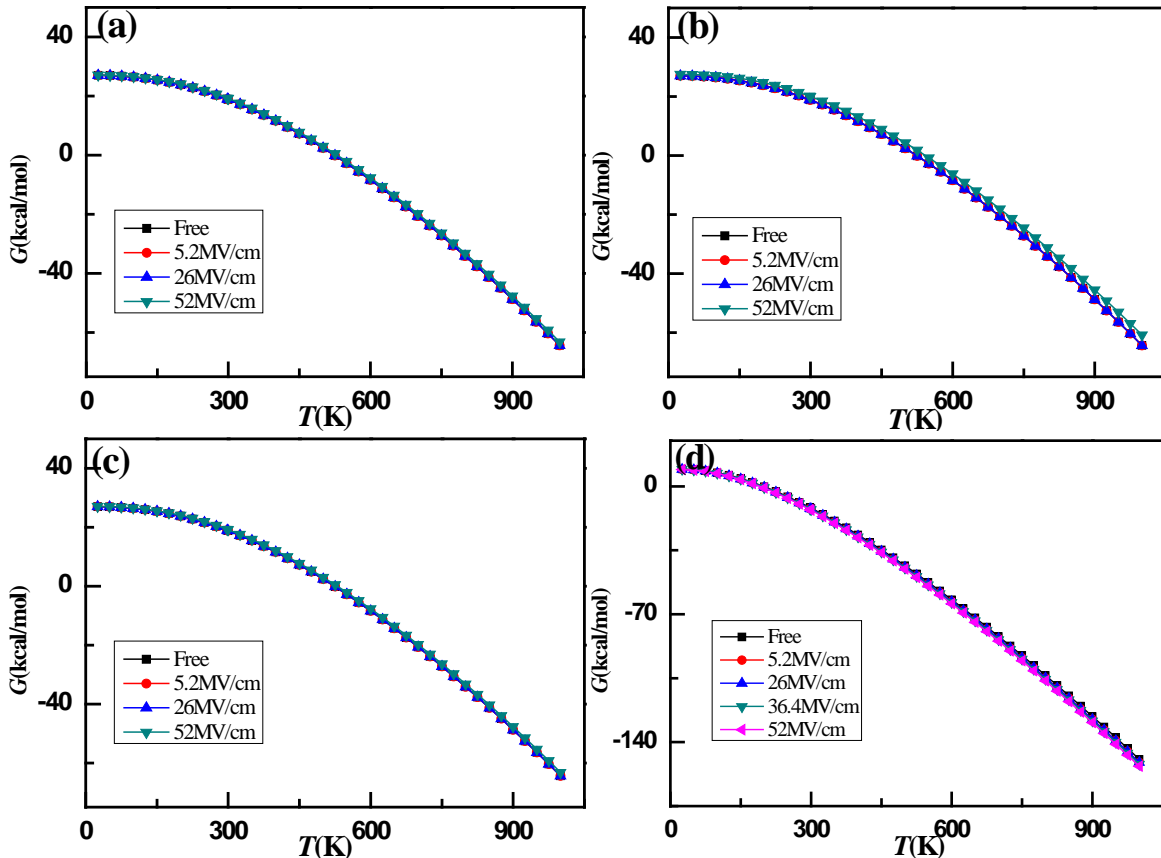 (a)
G(kcal/mol)
40
0
-40
Free
5.2MV/cm
26MV/cm
52MV/cm
0
300
600
900
T(K)
(b)
G(kcal/mol)
40
0
-40
Free
5.2MV/cm
26MV/cm
52MV/cm
0
300
600
900
T(K)
(c)
G(kcal/mol)
40
0
-40
Free
5.2MV/cm
26MV/cm
52MV/cm
0
300
600
900
T(K)
(d)
G(kcal/mol)
0
-70
-140
Free
5.2MV/cm
26MV/cm
36.4MV/cm
52MV/cm
0
300
600
900
T(K)